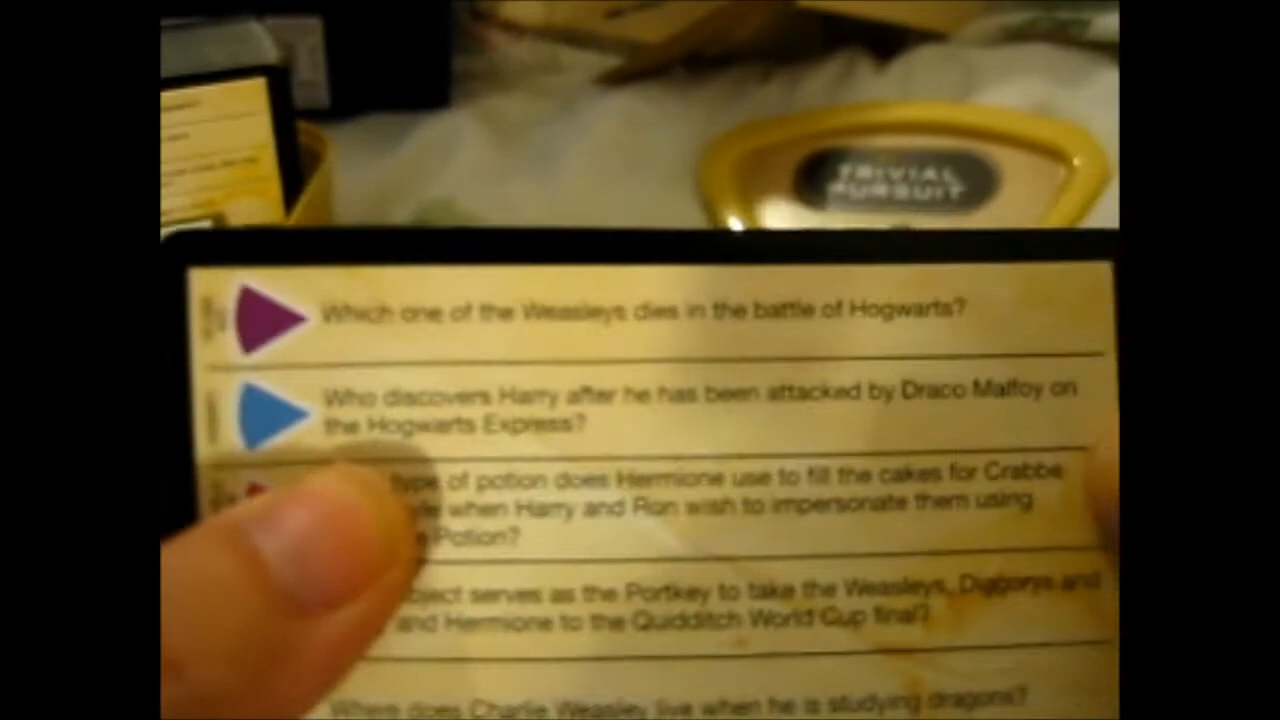 TRIVIAL
PURSUIT
Which one of the Weasleys dies in the battle of Hogwarts?
Who discovers Harry after he has been attacked by Draco Malfoy on
the Hogwarts Express?
type of potion does Hermione use to fill the cakes for Crabbe
when Harry and Ron wish to impersonate them using
Potion?
serves as the Portkey to take the Weasleys, Diggorys and
and Hermione to the Quidditch World Cup final?
Where does Charlie Weasley live when he is studying dragons?